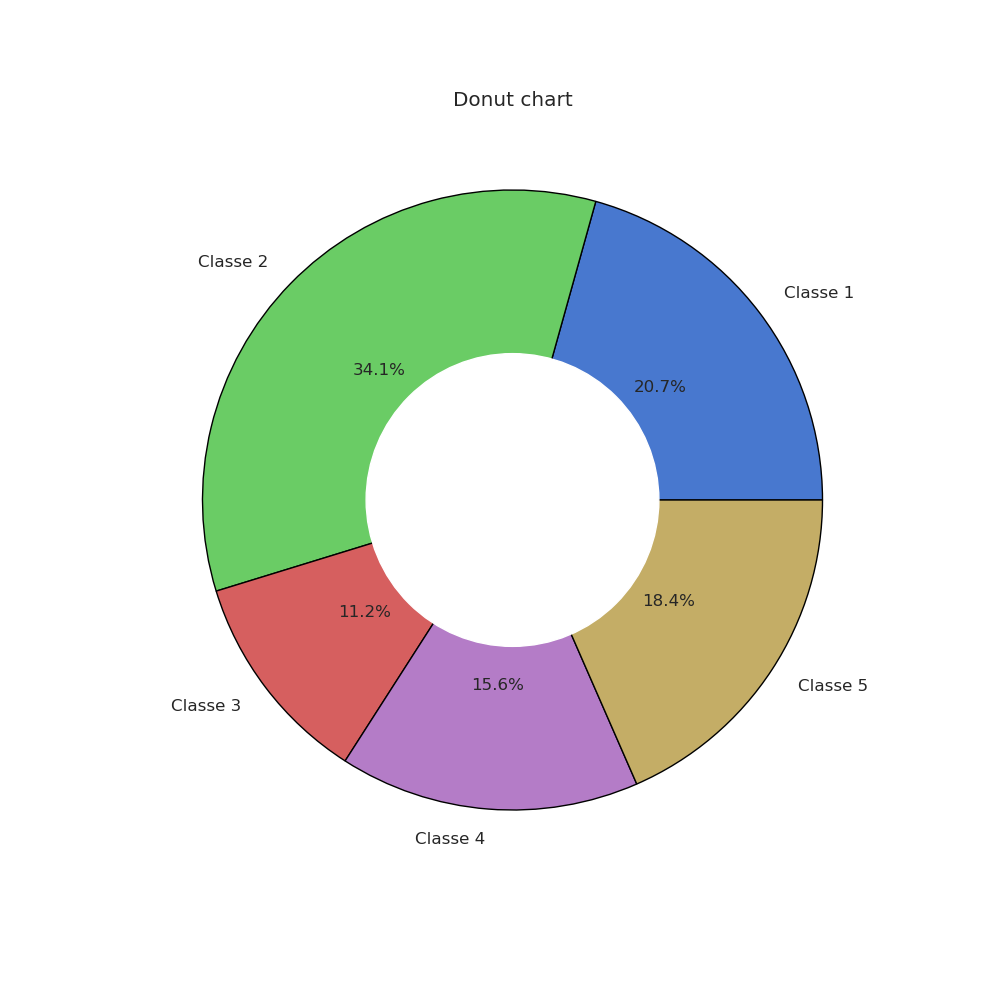 Donut chart
Classe 2
Classe 1
34.1%
20.7%
11.2%
18.4%
15.6%
Classe 3
Classe 5
Classe 4